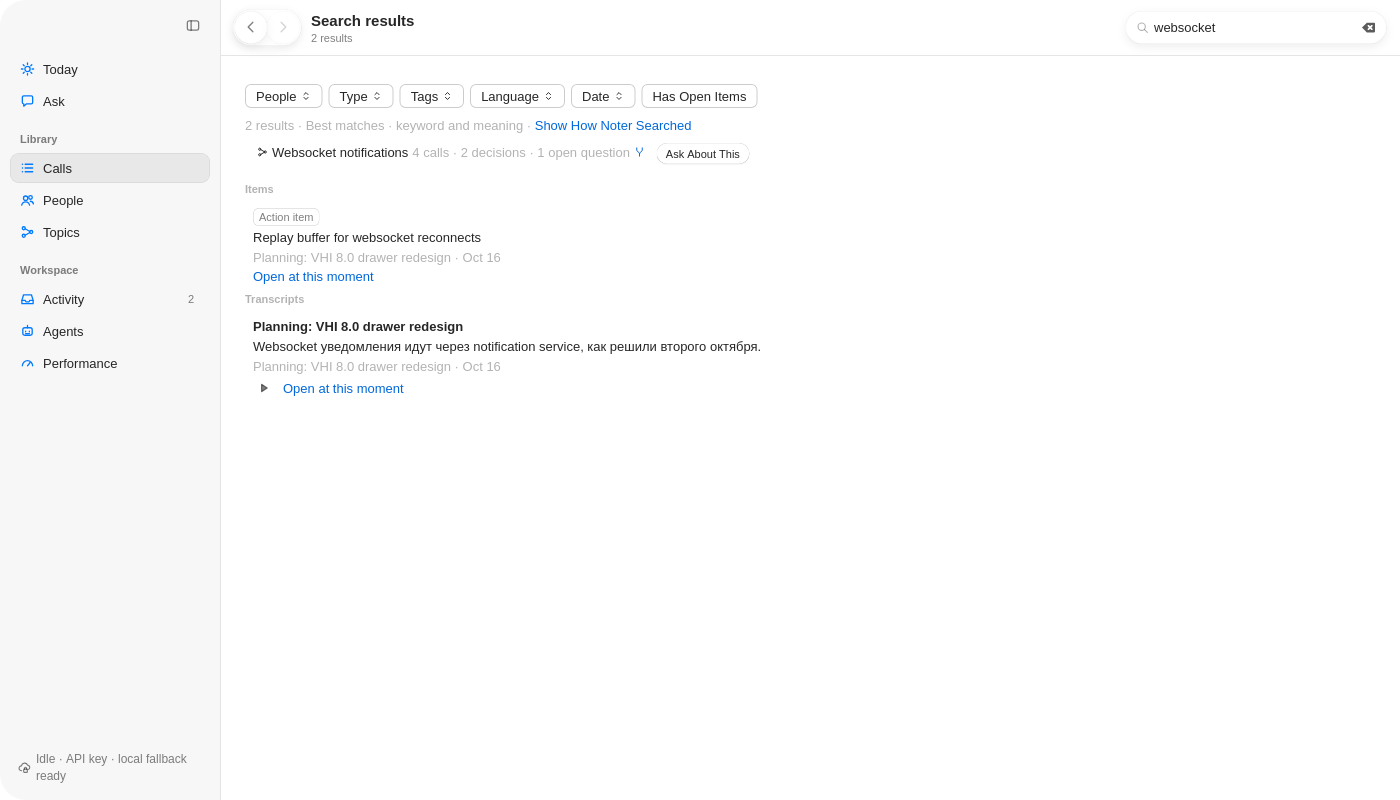 Search results
2 results
websocket
Today
Ask
Library
Calls
People
Topics
Workspace
Activity 2
Agents
Performance
Idle · API key · local fallback
ready
People Type Tags Language Date Has Open Items
2 results · Best matches · keyword and meaning · Show How Noter Searched
Websocket notifications 4 calls · 2 decisions · 1 open question Ask About This
Items
Action item
Replay buffer for websocket reconnects
Planning: VHI 8.0 drawer redesign · Oct 16
Open at this moment
Transcripts
Planning: VHI 8.0 drawer redesign
Websocket уведомления идут через notification service, как решили второго октября.
Planning: VHI 8.0 drawer redesign · Oct 16
Open at this moment